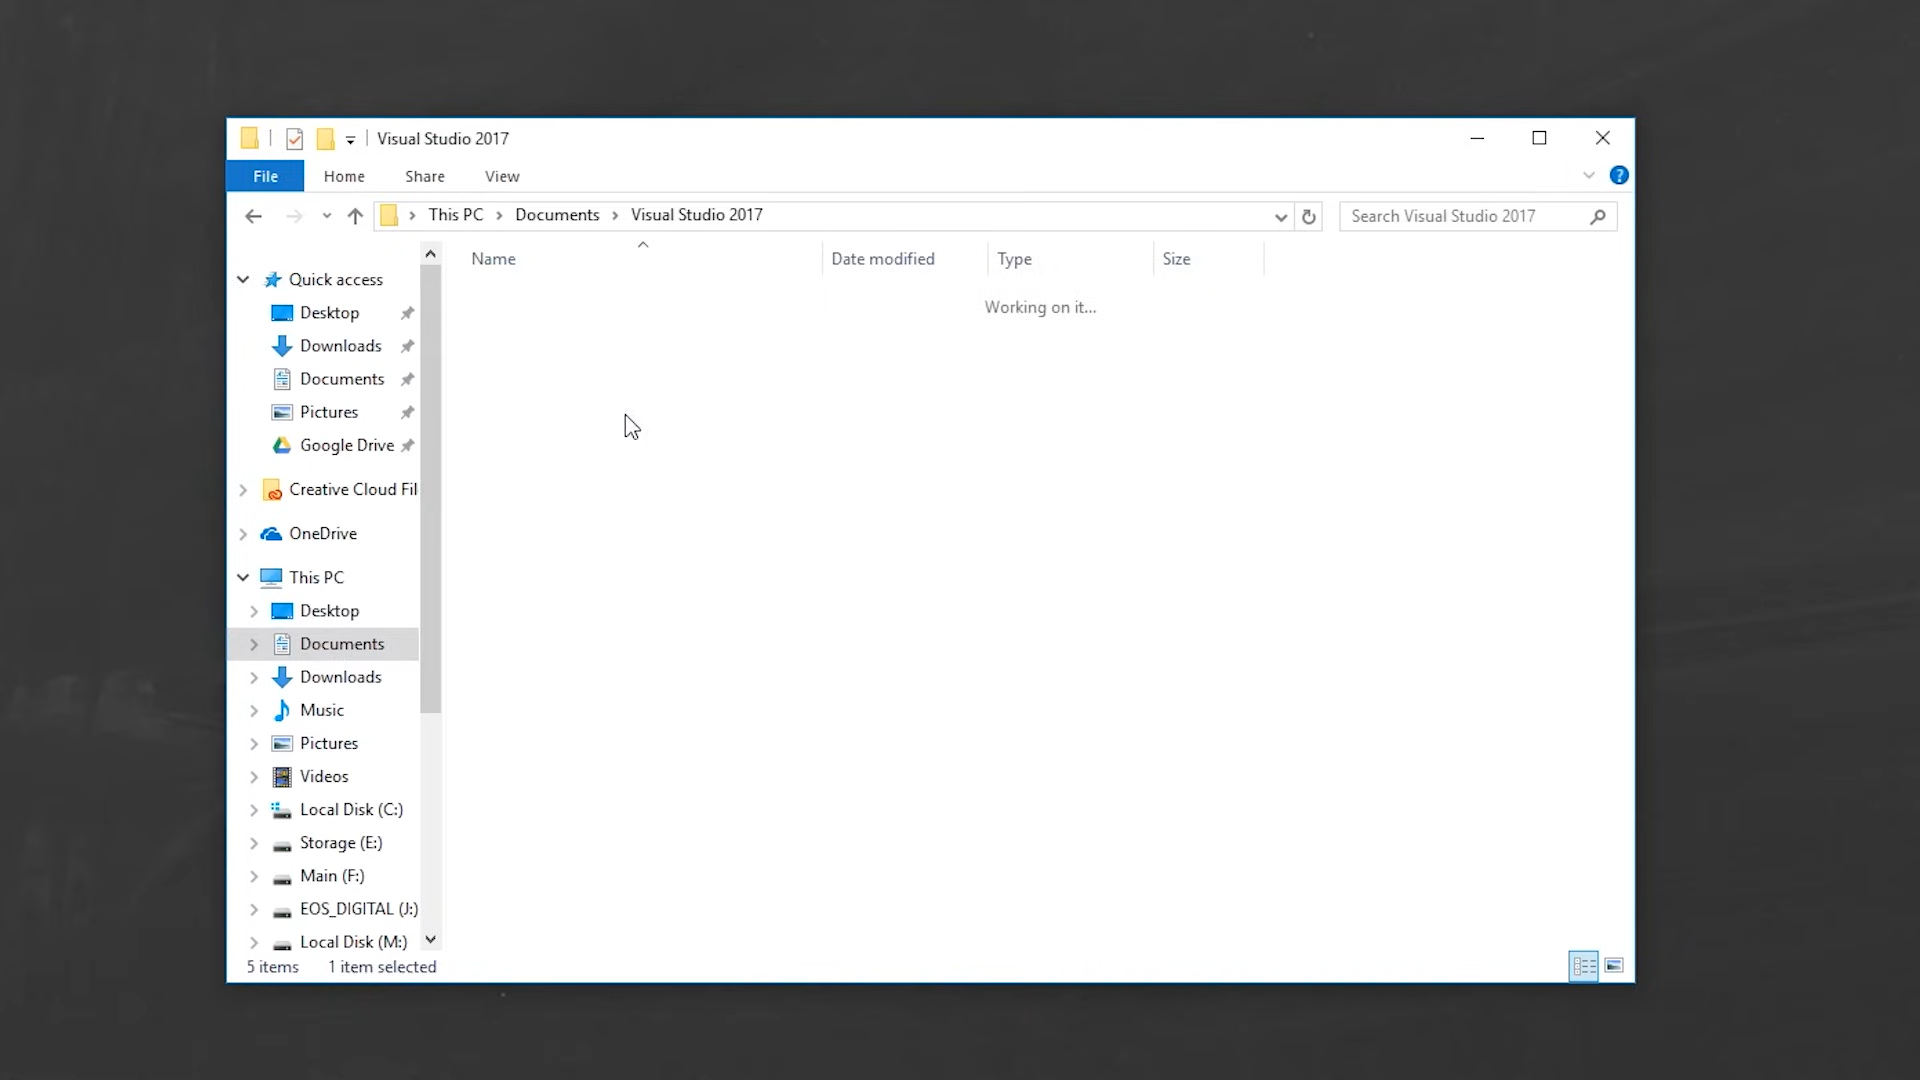 Visual Studio 2017
File Home Share View
This PC Documents Visual Studio 2017
Search Visual Studio 2017
Name Date modified Type Size
Working on it...
Quick access
Desktop
Downloads
Documents
Pictures
Google Drive
Creative Cloud Fil
OneDrive
This PC
Desktop
Documents
Downloads
Music
Pictures
Videos
Local Disk (C:)
Storage (E:)
Main (F:)
EOS_DIGITAL (J:)
Local Disk (M:)
5 items 1 item selected